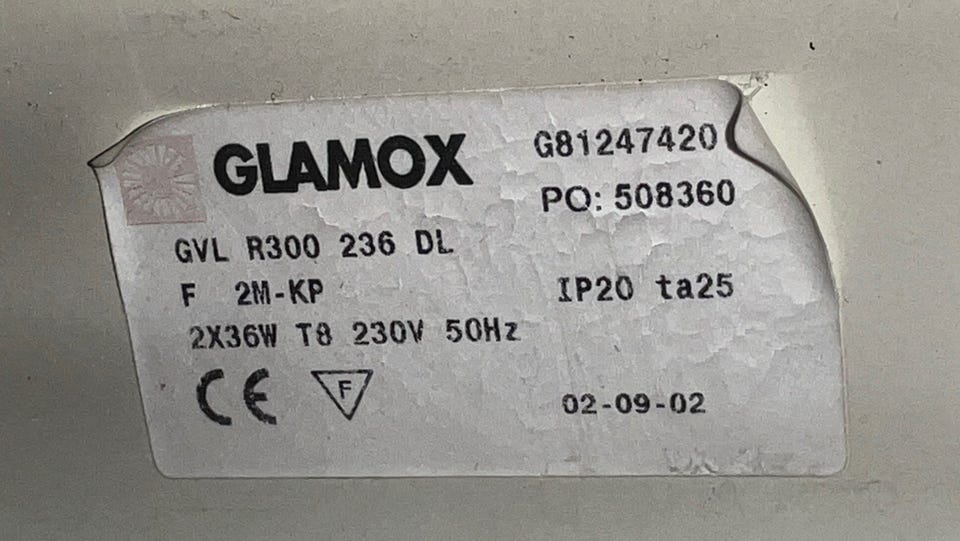 GLAMOX
G81247420
PO: 508360
GVL R300 236 DL
F 2M-KP
IP20 ta25
2X36W T8 230V 50Hz
CE F
02-09-02